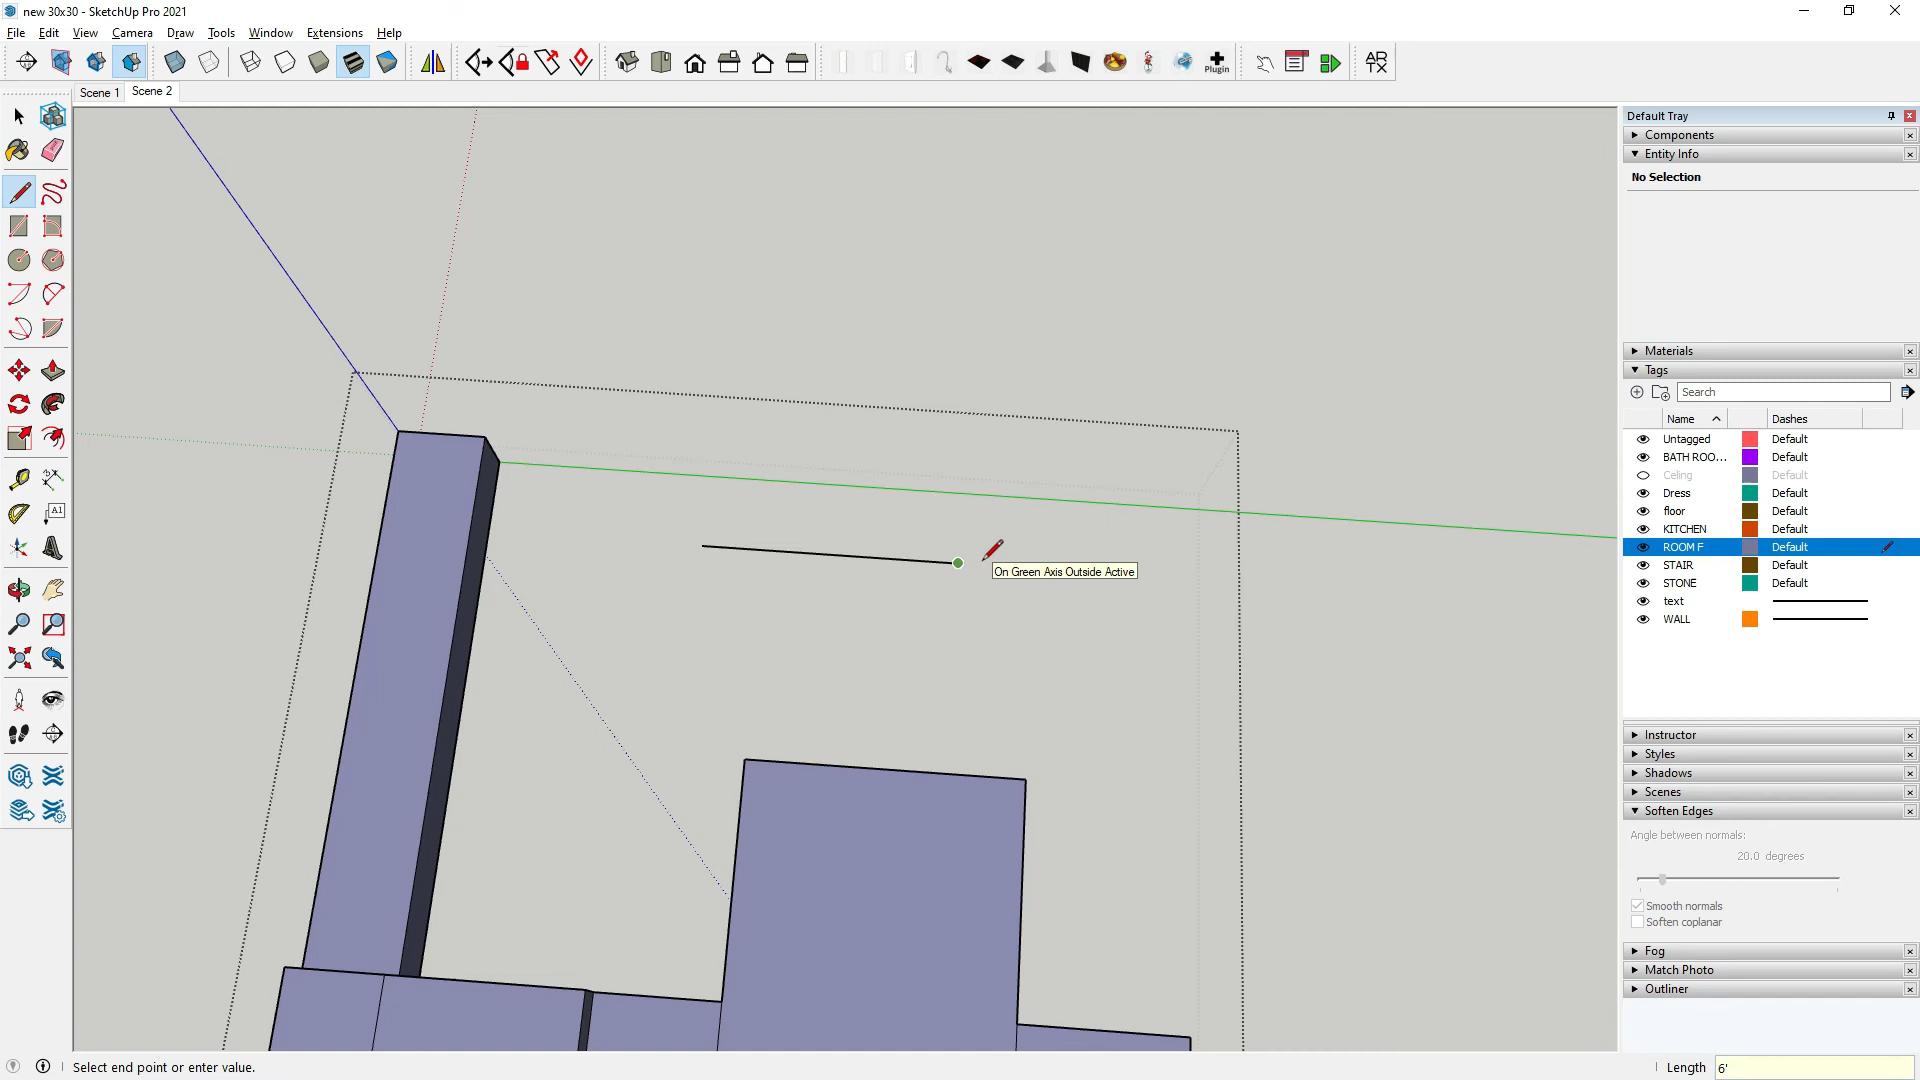 new 30x30 - SketchUp Pro 2021
File Edit View Camera Draw Tools Window Extensions Help
Plugin
AR
TX
Scene 1 Scene 2
Default Tray
Components
Entity Info
No Selection
A1
Materials
Tags
Search
Name Dashes
Untagged Default
BATH ROO... Default
Celing Default
Dress Default
floor Default
KITCHEN Default
ROOM F Default
STAIR Default
STONE Default
text
WALL
On Green Axis Outside Active
Instructor
Styles
Shadows
Scenes
Soften Edges
Angle between normals:
20.0 degrees
Smooth normals
Soften coplanar
Fog
Match Photo
Outliner
Select end point or enter value.
Length 6'